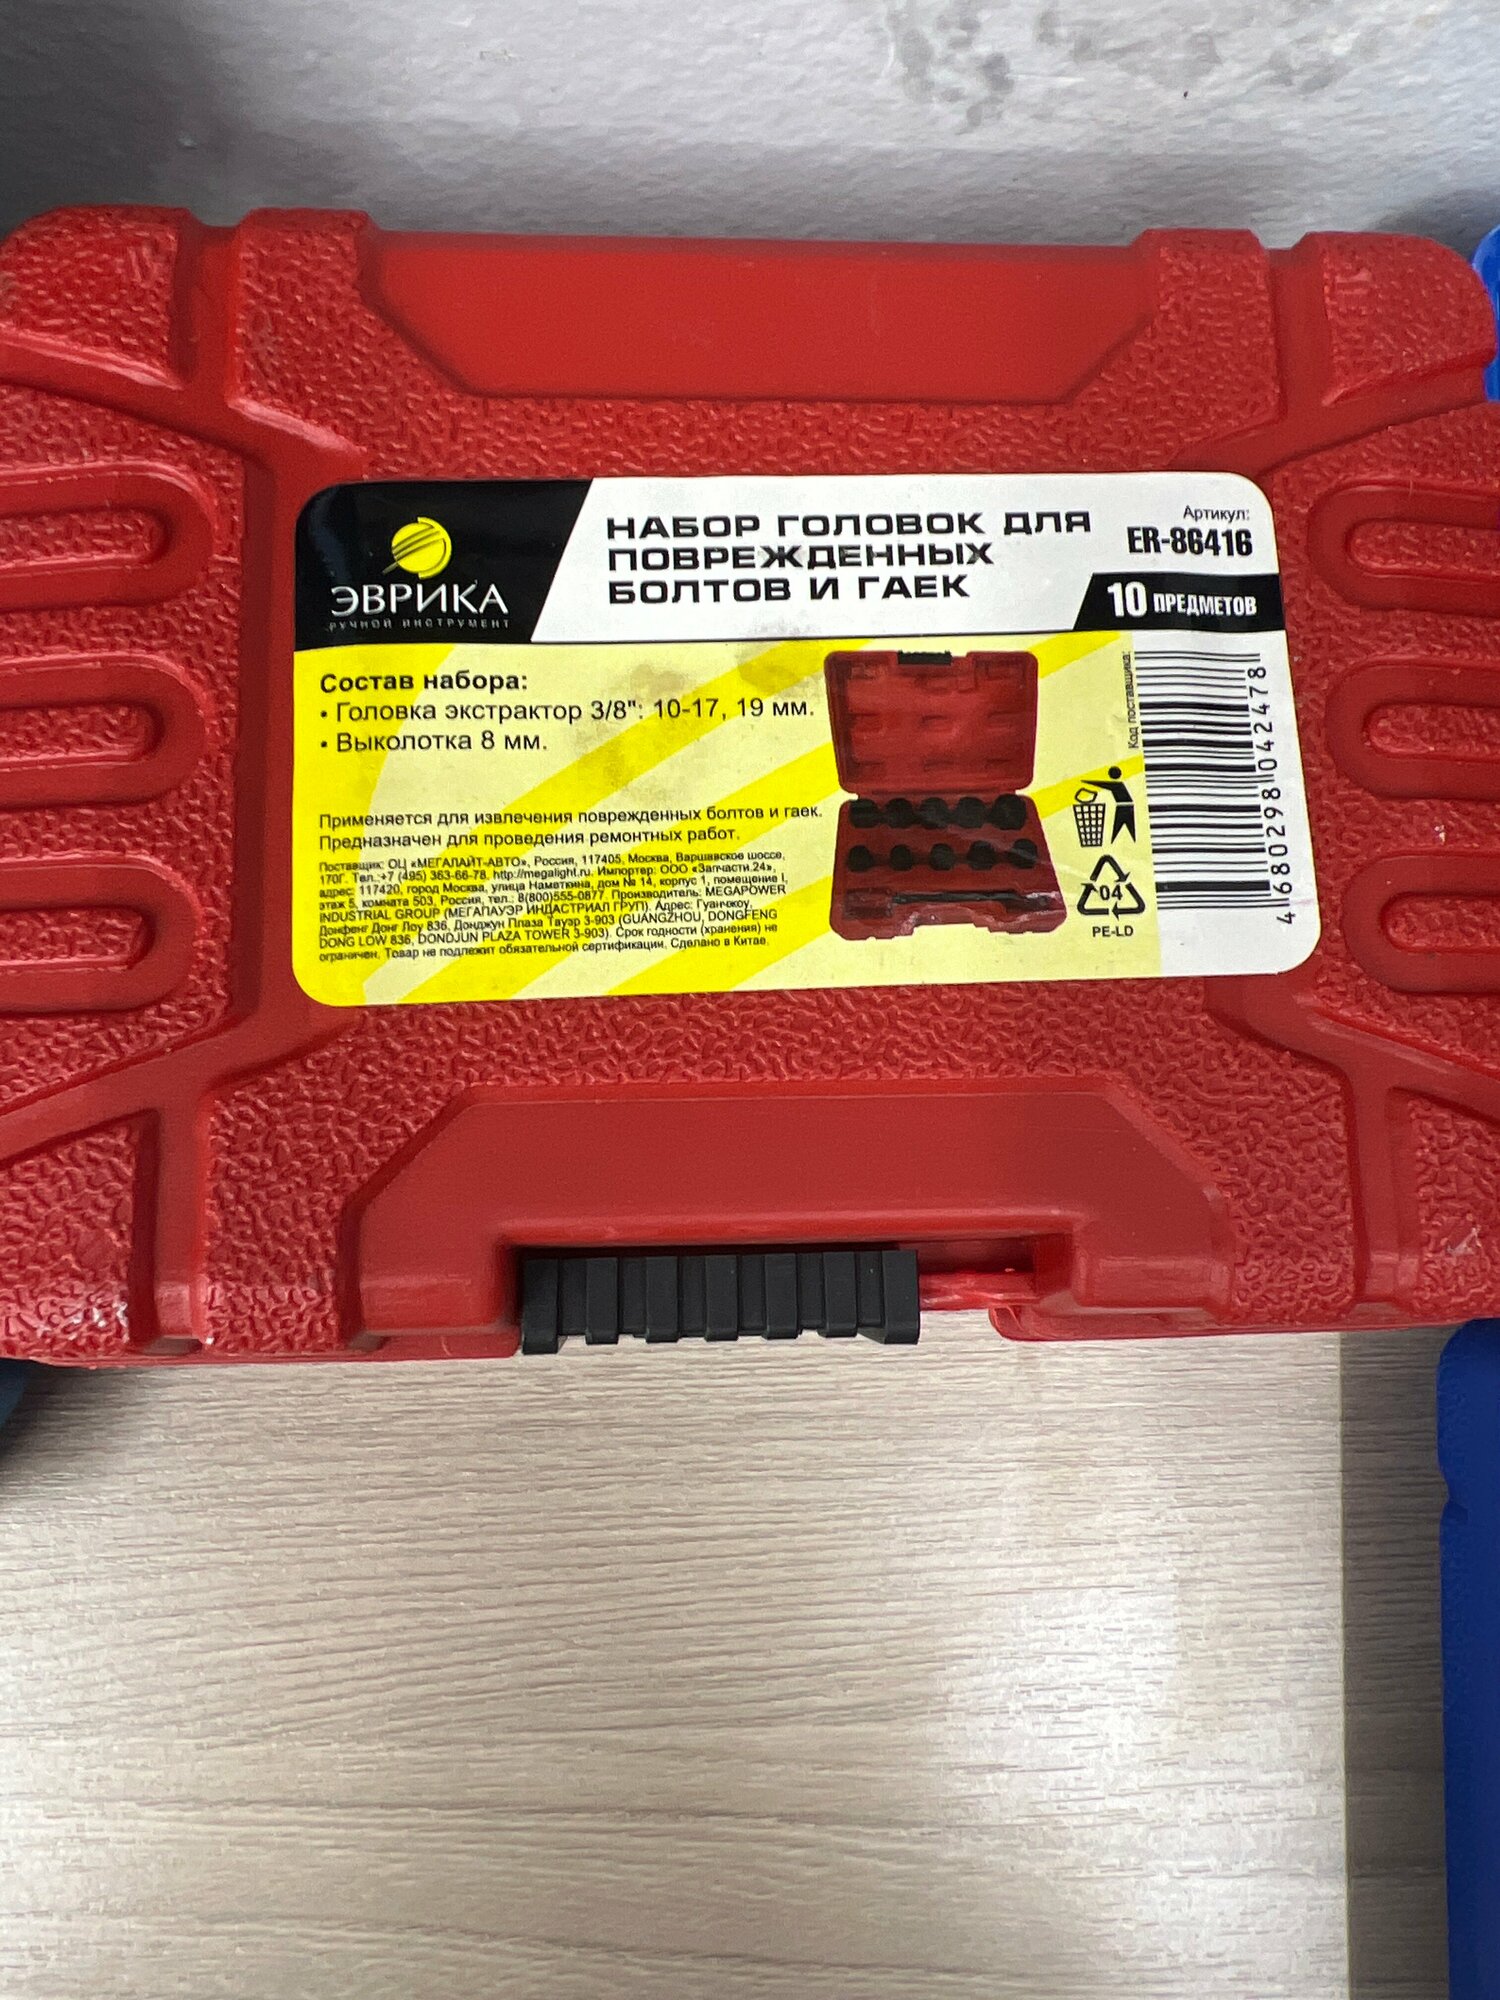 ЭВРИКА
РУЧНОЙ ИНСТРУМЕНТ
НАБОР ГОЛОВОК ДЛЯ
ПОВРЕЖДЕННЫХ
БОЛТОВ И ГАЕК
Артикул:
ER-86416
10 ПРЕДМЕТОВ
Состав набора:
• Головка экстрактор 3/8": 10-17, 19 мм.
• Выколотка 8 мм.
Применяется для извлечения поврежденных болтов и гаек.
Предназначен для проведения ремонтных работ.
Поставщик: ОЦ «МЕГАЛАЙТ-АВТО», Россия, 117405, Москва, Варшавское шоссе,
170Г. Тел.:+7 (495) 363-66-78. http://megalight.ru. Импортер: ООО «Запчасти.24»,
адрес: 117420, город Москва, улица Наметкина, дом № 14, корпус 1, помещение I,
этаж 5, комната 503, Россия, тел.: 8(800)555-0877. Производитель: MEGAPOWER
INDUSTRIAL GROUP (МЕГАПАУЭР ИНДАСТРИАЛ ГРУП). Адрес: Гуанчжоу,
Донфенг Донг Лоу 836, Донджун Плаза Тауэр 3-903 (GUANGZHOU, DONGFENG
DONG LOW 836, DONDJUN PLAZA TOWER 3-903). Срок годности (хранения) не
ограничен. Товар не подлежит обязательной сертификации. Сделано в Китае.
Код поставщика:
04
PE-LD
4 680298 042478